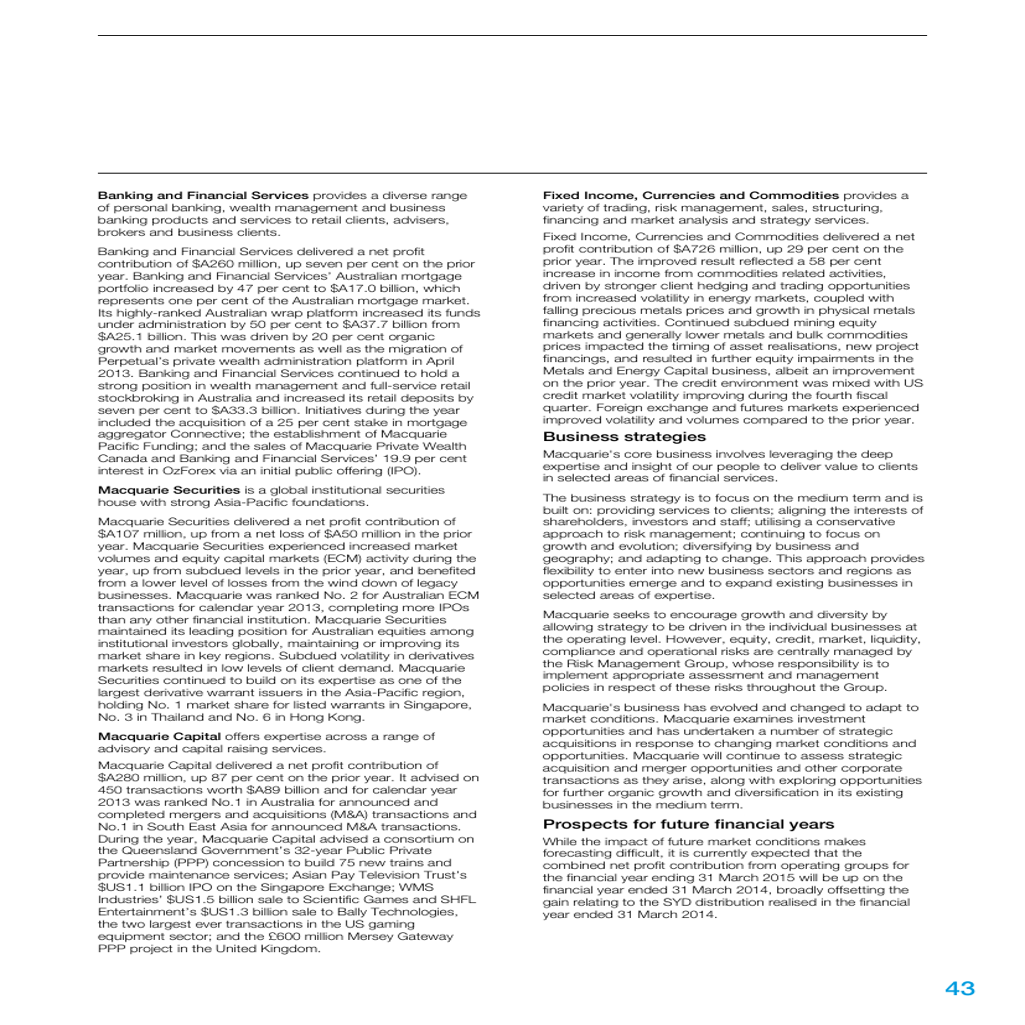 Banking and Financial Services provides a diverse range
of personal banking, wealth management and business
banking products and services to retail clients, advisers,
brokers and business clients.
Banking and Financial Services delivered a net profit
contribution of $A260 million, up seven per cent on the prior
year. Banking and Financial Services' Australian mortgage
portfolio increased by 47 per cent to $A17.0 billion, which
represents one per cent of the Australian mortgage market.
Its highly-ranked Australian wrap platform increased its funds
under administration by 50 per cent to $A37.7 billion from
$A25.1 billion. This was driven by 20 per cent organic
growth and market movements as well as the migration of
Perpetual's private wealth administration platform in April
2013. Banking and Financial Services continued to hold a
strong position in wealth management and full-service retail
stockbroking in Australia and increased its retail deposits by
seven per cent to $A33.3 billion. Initiatives during the year
included the acquisition of a 25 per cent stake in mortgage
aggregator Connective; the establishment of Macquarie
Pacific Funding; and the sales of Macquarie Private Wealth
Canada and Banking and Financial Services' 19.9 per cent
interest in OzForex via an initial public offering (IPO).
Macquarie Securities is a global institutional securities
house with strong Asia-Pacific foundations.
Macquarie Securities delivered a net profit contribution of
$A107 million, up from a net loss of $A50 million in the prior
year. Macquarie Securities experienced increased market
volumes and equity capital markets (ECM) activity during the
year, up from subdued levels in the prior year, and benefited
from a lower level of losses from the wind down of legacy
businesses. Macquarie was ranked No. 2 for Australian ECM
transactions for calendar year 2013, completing more IPOs
than any other financial institution. Macquarie Securities
maintained its leading position for Australian equities among
institutional investors globally, maintaining or improving its
market share in key regions. Subdued volatility in derivatives
markets resulted in low levels of client demand. Macquarie
Securities continued to build on its expertise as one of the
largest derivative warrant issuers in the Asia-Pacific region,
holding No. 1 market share for listed warrants in Singapore,
No. 3 in Thailand and No. 6 in Hong Kong.
Macquarie Capital offers expertise across a range of
advisory and capital raising services.
Macquarie Capital delivered a net profit contribution of
$A280 million, up 87 per cent on the prior year. It advised on
450 transactions worth $A89 billion and for calendar year
2013 was ranked No.1 in Australia for announced and
completed mergers and acquisitions (M&A) transactions and
No.1 in South East Asia for announced M&A transactions.
During the year, Macquarie Capital advised a consortium on
the Queensland Government's 32-year Public Private
Partnership (PPP) concession to build 75 new trains and
provide maintenance services; Asian Pay Television Trust's
$US1.1 billion IPO on the Singapore Exchange; WMS
Industries' $US1.5 billion sale to Scientific Games and SHFL
Entertainment's $US1.3 billion sale to Bally Technologies,
the two largest ever transactions in the US gaming
equipment sector; and the £600 million Mersey Gateway
PPP project in the United Kingdom.
Fixed Income, Currencies and Commodities provides a
variety of trading, risk management, sales, structuring,
financing and market analysis and strategy services.
Fixed Income, Currencies and Commodities delivered a net
profit contribution of $A726 million, up 29 per cent on the
prior year. The improved result reflected a 58 per cent
increase in income from commodities related activities,
driven by stronger client hedging and trading opportunities
from increased volatility in energy markets, coupled with
falling precious metals prices and growth in physical metals
financing activities. Continued subdued mining equity
markets and generally lower metals and bulk commodities
prices impacted the timing of asset realisations, new project
financings, and resulted in further equity impairments in the
Metals and Energy Capital business, albeit an improvement
on the prior year. The credit environment was mixed with US
credit market volatility improving during the fourth fiscal
quarter. Foreign exchange and futures markets experienced
improved volatility and volumes compared to the prior year.
Business strategies
Macquarie's core business involves leveraging the deep
expertise and insight of our people to deliver value to clients
in selected areas of financial services.
The business strategy is to focus on the medium term and is
built on: providing services to clients; aligning the interests of
shareholders, investors and staff; utilising a conservative
approach to risk management; continuing to focus on
growth and evolution; diversifying by business and
geography; and adapting to change. This approach provides
flexibility to enter into new business sectors and regions as
opportunities emerge and to expand existing businesses in
selected areas of expertise.
Macquarie seeks to encourage growth and diversity by
allowing strategy to be driven in the individual businesses at
the operating level. However, equity, credit, market, liquidity,
compliance and operational risks are centrally managed by
the Risk Management Group, whose responsibility is to
implement appropriate assessment and management
policies in respect of these risks throughout the Group.
Macquarie's business has evolved and changed to adapt to
market conditions. Macquarie examines investment
opportunities and has undertaken a number of strategic
acquisitions in response to changing market conditions and
opportunities. Macquarie will continue to assess strategic
acquisition and merger opportunities and other corporate
transactions as they arise, along with exploring opportunities
for further organic growth and diversification in its existing
businesses in the medium term.
Prospects for future financial years
While the impact of future market conditions makes
forecasting difficult, it is currently expected that the
combined net profit contribution from operating groups for
the financial year ending 31 March 2015 will be up on the
financial year ended 31 March 2014, broadly offsetting the
gain relating to the SYD distribution realised in the financial
year ended 31 March 2014.
43